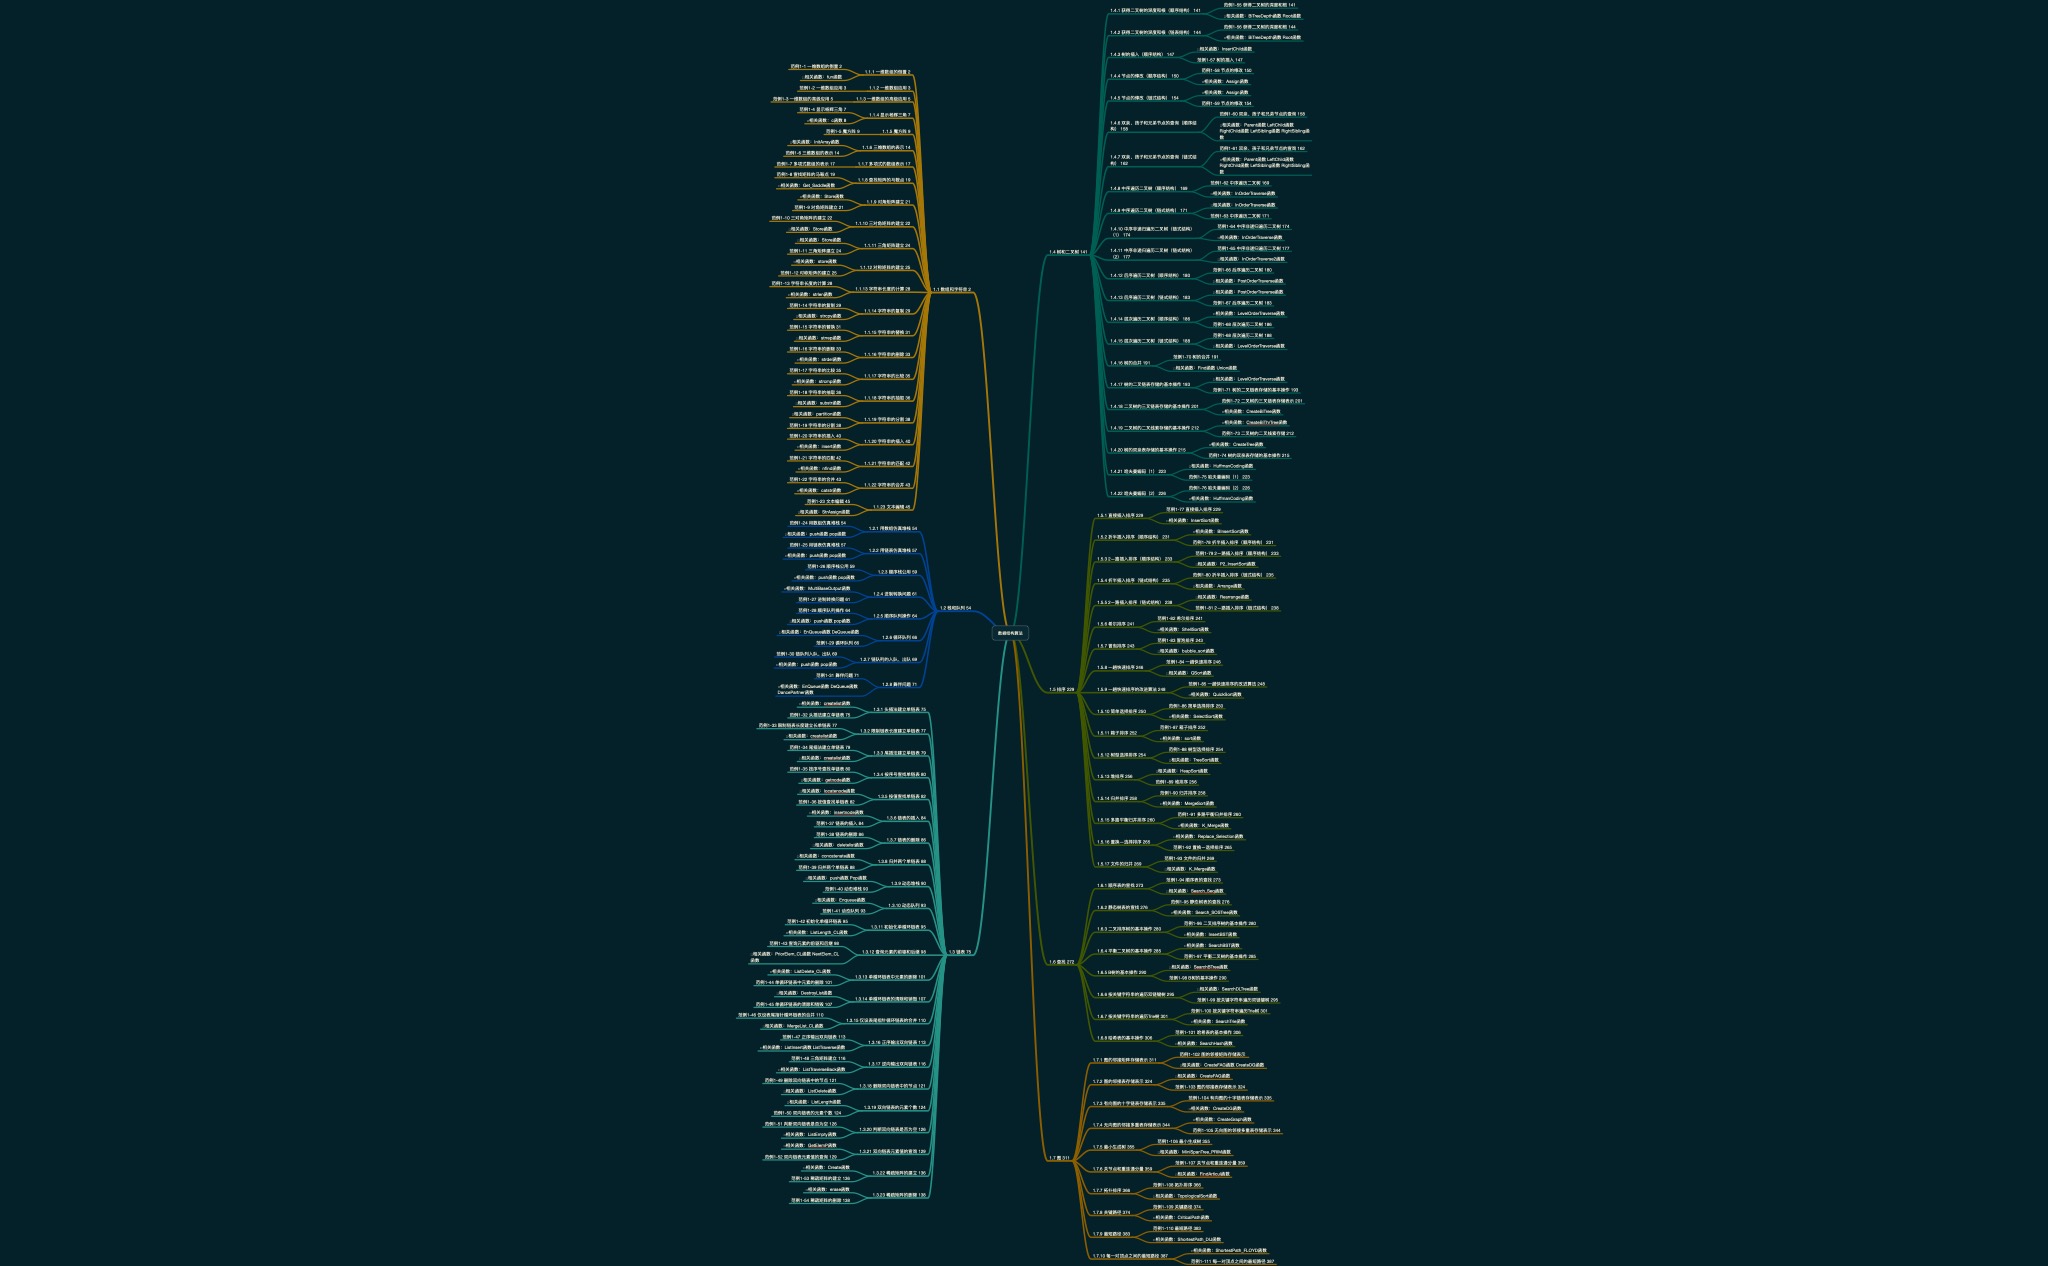 数据结构算法
1.1 数组和字符串 2
1.1.1 一维数组的倒置 2
范例1-1 一维数组的倒置 2
∷相关函数：fun函数
1.1.2 一维数组应用 3
范例1-2 一维数组应用 3
1.1.3 一维数组的高级应用 5
范例1-3 一维数组的高级应用 5
1.1.4 显示杨辉三角 7
范例1-4 显示杨辉三角 7
∷相关函数：c函数 8
1.1.5 魔方阵 9
范例1-5 魔方阵 9
1.1.6 三维数组的表示 14
∷相关函数：InitArray函数
范例1-6 三维数组的表示 14
1.1.7 多项式的数组表示 17
范例1-7 多项式数组的表示 17
1.1.8 查找矩阵的马鞍点 19
范例1-8 查找矩阵的马鞍点 19
∷相关函数：Get_Saddle函数
1.1.9 对角矩阵建立 21
∷相关函数：Store函数
范例1-9 对角矩阵建立 21
1.1.10 三对角矩阵的建立 22
范例1-10 三对角矩阵的建立 22
∷相关函数：Store函数
1.1.11 三角矩阵建立 24
∷相关函数：Store函数
范例1-11 三角矩阵建立 24
1.1.12 对称矩阵的建立 25
∷相关函数：store函数
范例1-12 对称矩阵的建立 25
1.1.13 字符串长度的计算 28
范例1-13 字符串长度的计算 28
∷相关函数：strlen函数
1.1.14 字符串的复制 29
范例1-14 字符串的复制 29
∷相关函数：strcpy函数
1.1.15 字符串的替换 31
范例1-15 字符串的替换 31
∷相关函数：strrep函数
1.1.16 字符串的删除 33
范例1-16 字符串的删除 33
∷相关函数：strdel函数
1.1.17 字符串的比较 35
范例1-17 字符串的比较 35
∷相关函数：strcmp函数
1.1.18 字符串的抽取 36
范例1-18 字符串的抽取 36
∷相关函数：substr函数
1.1.19 字符串的分割 38
∷相关函数：partition函数
范例1-19 字符串的分割 38
1.1.20 字符串的插入 40
范例1-20 字符串的插入 40
∷相关函数：insert函数
1.1.21 字符串的匹配 42
范例1-21 字符串的匹配 42
∷相关函数：nfind函数
1.1.22 字符串的合并 43
范例1-22 字符串的合并 43
∷相关函数：catstr函数
1.1.23 文本编辑 45
范例1-23 文本编辑 45
∷相关函数：StrAssign函数
1.2 栈和队列 54
1.2.1 用数组仿真堆栈 54
范例1-24 用数组仿真堆栈 54
∷相关函数：push函数 pop函数
1.2.2 用链表仿真堆栈 57
范例1-25 用链表仿真堆栈 57
∷相关函数：push函数 pop函数
1.2.3 顺序栈公用 59
范例1-26 顺序栈公用 59
∷相关函数：push函数 pop函数
1.2.4 进制转换问题 61
∷相关函数：MultiBaseOutput函数
范例1-27 进制转换问题 61
1.2.5 顺序队列操作 64
范例1-28 顺序队列操作 64
∷相关函数：push函数 pop函数
1.2.6 循环队列 66
∷相关函数：EnQueue函数 DeQueue函数
范例1-29 循环队列 66
1.2.7 链队列的入队、出队 69
范例1-30 链队列入队、出队 69
∷相关函数：push函数 pop函数
1.2.8 舞伴问题 71
范例1-31 舞伴问题 71
∷相关函数：EnQueue函数 DeQueue函数
DancePartner函数
1.3 链表 75
1.3.1 头插法建立单链表 75
∷相关函数：createlist函数
范例1-32 头插法建立单链表 75
1.3.2 限制链表长度建立单链表 77
范例1-33 限制链表长度建立长单链表 77
∷相关函数：createlist函数
1.3.3 尾插法建立单链表 79
范例1-34 尾插法建立单链表 79
相关函数：createlist函数
1.3.4 按序号查找单链表 80
范例1-35 按序号查找单链表 80
∷相关函数：getnode函数
1.3.5 按值查找单链表 82
∷相关函数：locatenode函数
范例1-36 按值查找单链表 82
1.3.6 链表的插入 84
∷相关函数：insertnode函数
范例1-37 链表的插入 84
1.3.7 链表的删除 86
范例1-38 链表的删除 86
∷相关函数：deletelist函数
1.3.8 归并两个单链表 88
∷相关函数：concatenate函数
范例1-39 归并两个单链表 88
1.3.9 动态堆栈 90
∷相关函数：push函数 Pop函数
范例1-40 动态堆栈 90
1.3.10 动态队列 93
∷相关函数：Enqueue函数
范例1-41 动态队列 93
1.3.11 初始化单循环链表 95
范例1-42 初始化单循环链表 95
∷相关函数：ListLength_CL函数
1.3.12 查询元素的前驱和后继 98
范例1-43 查询元素的前驱和后继 98
∷相关函数：PriorElem_CL函数 NextElem_CL
函数
1.3.13 单循环链表中元素的删除 101
∷相关函数：ListDelete_CL函数
范例1-44 单循环链表中元素的删除 101
1.3.14 单循环链表的清除和销毁 107
∷相关函数：DestroyList函数
范例1-45 单循环链表的清除和销毁 107
1.3.15 仅设表尾指针循环链表的合并 110
范例1-46 仅设表尾指针循环链表的合并 110
∷相关函数：MergeList_CL函数
1.3.16 正序输出双向链表 113
范例1-47 正序输出双向链表 113
∷相关函数：ListInsert函数 ListTraverse函数
1.3.17 逆向输出双向链表 116
范例1-48 三角矩阵建立 116
∷相关函数：ListTraverseBack函数
1.3.18 删除双向链表中的节点 121
范例1-49 删除双向链表中的节点 121
∷相关函数：ListDelete函数
1.3.19 双向链表的元素个数 124
∷相关函数：ListLength函数
范例1-50 双向链表的元素个数 124
1.3.20 判断双向链表是否为空 126
范例1-51 判断双向链表是否为空 126
∷相关函数：ListEmpty函数
1.3.21 双向链表元素值的查询 129
∷相关函数：GetElemP函数
范例1-52 双向链表元素值的查询 129
1.3.22 稀疏矩阵的建立 136
∷相关函数：Create函数
范例1-53 稀疏矩阵的建立 136
1.3.23 稀疏矩阵的删除 138
∷相关函数：erase函数
范例1-54 稀疏矩阵的删除 138
1.4 树和二叉树 141
1.4.1 获得二叉树的深度和根（顺序结构） 141
范例1-55 获得二叉树的深度和根 141
∷相关函数：BiTreeDepth函数 Root函数
1.4.2 获得二叉树的深度和根（链表结构） 144
范例1-56 获得二叉树的深度和根 144
∷相关函数：BiTreeDepth函数 Root函数
1.4.3 树的插入（顺序结构） 147
∷相关函数：InsertChild函数
范例1-57 树的插入 147
1.4.4 节点的修改（顺序结构） 150
范例1-58 节点的修改 150
∷相关函数：Assign函数
1.4.5 节点的修改（链式结构） 154
∷相关函数：Assign函数
范例1-59 节点的修改 154
1.4.6 双亲、孩子和兄弟节点的查询（顺序结
构） 158
范例1-60 双亲、孩子和兄弟节点的查询 158
∷相关函数：Parent函数 LeftChild函数
RightChild函数 LeftSibling函数 RightSibling函
数
1.4.7 双亲、孩子和兄弟节点的查询（链式结
构） 162
范例1-61 双亲、孩子和兄弟节点的查询 162
∷相关函数：Parent函数 LeftChild函数
RightChild函数 LeftSibling函数 RightSibling函
数
1.4.8 中序遍历二叉树（顺序结构） 169
范例1-62 中序遍历二叉树 169
∷相关函数：InOrderTraverse函数
1.4.9 中序遍历二叉树（链式结构） 171
∷相关函数：InOrderTraverse函数
范例1-63 中序遍历二叉树 171
1.4.10 中序非递归遍历二叉树（链式结构）
（1） 174
范例1-64 中序非递归遍历二叉树 174
∷相关函数：InOrderTraverse函数
1.4.11 中序非递归遍历二叉树（链式结构）
（2） 177
范例1-65 中序非递归遍历二叉树 177
∷相关函数：InOrderTraverse2函数
1.4.12 后序遍历二叉树（顺序结构） 180
范例1-66 后序遍历二叉树 180
∷相关函数：PostOrderTraverse函数
1.4.13 后序遍历二叉树（链式结构） 183
∷相关函数：PostOrderTraverse函数
范例1-67 后序遍历二叉树 183
1.4.14 层次遍历二叉树（顺序结构） 186
∷相关函数：LevelOrderTraverse函数
范例1-68 层次遍历二叉树 186
1.4.15 层次遍历二叉树（链式结构） 188
范例1-69 层次遍历二叉树 188
∷相关函数：LevelOrderTraverse函数
1.4.16 树的合并 191
范例1-70 树的合并 191
∷相关函数：Find函数 Union函数
1.4.17 树的二叉链表存储的基本操作 193
∷相关函数：LevelOrderTraverse函数
范例1-71 树的二叉链表存储的基本操作 193
1.4.18 二叉树的三叉链表存储的基本操作 201
范例1-72 二叉树的三叉链表存储表示 201
∷相关函数：CreateBiTree函数
1.4.19 二叉树的二叉线索存储的基本操作 212
∷相关函数：CreateBiThrTree函数
范例1-73 二叉树的二叉线索存储 212
1.4.20 树的双亲表存储的基本操作 215
∷相关函数：CreateTree函数
范例1-74 树的双亲表存储的基本操作 215
1.4.21 哈夫曼编码（1） 223
∷相关函数：HuffmanCoding函数
范例1-75 哈夫曼编码（1） 223
1.4.22 哈夫曼编码（2） 226
范例1-76 哈夫曼编码（2） 226
∷相关函数：HuffmanCoding函数
1.5 排序 229
1.5.1 直接插入排序 229
范例1-77 直接插入排序 229
∷相关函数：InsertSort函数
1.5.2 折半插入排序（顺序结构） 231
∷相关函数：BInsertSort函数
范例1-78 折半插入排序（顺序结构） 231
1.5.3 2—路插入排序（顺序结构） 233
范例1-79 2—路插入排序（顺序结构） 233
∷相关函数：P2_InsertSort函数
1.5.4 折半插入排序（链式结构） 235
范例1-80 折半插入排序（链式结构） 235
∷相关函数：Arrange函数
1.5.5 2—路插入排序（链式结构） 238
∷相关函数：Rearrange函数
范例1-81 2—路插入排序（链式结构） 238
1.5.6 希尔排序 241
范例1-82 希尔排序 241
∷相关函数：ShellSort函数
1.5.7 冒泡排序 243
范例1-83 冒泡排序 243
∷相关函数：bubble_sort函数
1.5.8 一趟快速排序 246
范例1-84 一趟快速排序 246
∷相关函数：QSort函数
1.5.9 一趟快速排序的改进算法 248
范例1-85 一趟快速排序的改进算法 248
∷相关函数：QuickSort函数
1.5.10 简单选择排序 250
范例1-86 简单选择排序 250
∷相关函数：SelectSort函数
1.5.11 箱子排序 252
范例1-87 箱子排序 252
∷相关函数：sort函数
1.5.12 树型选择排序 254
范例1-88 树型选择排序 254
∷相关函数：TreeSort函数
1.5.13 堆排序 256
∷相关函数：HeapSort函数
范例1-89 堆排序 256
1.5.14 归并排序 258
范例1-90 归并排序 258
∷相关函数：MergeSort函数
1.5.15 多路平衡归并排序 260
范例1-91 多路平衡归并排序 260
∷相关函数：K_Merge函数
1.5.16 置换—选择排序 265
∷相关函数：Replace_Selection函数
范例1-92 置换—选择排序 265
1.5.17 文件的归并 269
范例1-93 文件的归并 269
∷相关函数：K_Merge函数
1.6 查找 272
1.6.1 顺序表的查找 273
范例1-94 顺序表的查找 273
∷相关函数：Search_Seq函数
1.6.2 静态树表的查找 276
范例1-95 静态树表的查找 276
∷相关函数：Search_SOSTree函数
1.6.3 二叉排序树的基本操作 280
范例1-96 二叉排序树的基本操作 280
∷相关函数：InsertBST函数
1.6.4 平衡二叉树的基本操作 285
∷相关函数：SearchBST函数
范例1-97 平衡二叉树的基本操作 285
1.6.5 B树的基本操作 290
∷相关函数：SearchBTree函数
范例1-98 B树的基本操作 290
1.6.6 按关键字符串的遍历双链键树 295
∷相关函数：SearchDLTree函数
范例1-99 按关键字符串遍历双链键树 295
1.6.7 按关键字符串的遍历Trie树 301
范例1-100 按关键字符串遍历Trie树 301
∷相关函数：SearchTrie函数
1.6.8 哈希表的基本操作 306
范例1-101 哈希表的基本操作 306
∷相关函数：SearchHash函数
1.7 图 311
1.7.1 图的邻接矩阵存储表示 311
范例1-102 图的邻接矩阵存储表示
∷相关函数：CreateFAG函数 CreateDG函数
1.7.2 图的邻接表存储表示 324
∷相关函数：CreateFAG函数
范例1-103 图的邻接表存储表示 324
1.7.3 有向图的十字链表存储表示 335
范例1-104 有向图的十字链表存储表示 335
∷相关函数：CreateDG函数
1.7.4 无向图的邻接多重表存储表示 344
∷相关函数：CreateGraph函数
范例1-105 无向图的邻接多重表存储表示 344
1.7.5 最小生成树 355
范例1-106 最小生成树 355
∷相关函数：MiniSpanTree_PRIM函数
1.7.6 关节点和重连通分量 359
范例1-107 关节点和重连通分量 359
∷相关函数：FindArticul函数
1.7.7 拓扑排序 366
范例1-108 拓扑排序 366
∷相关函数：TopologicalSort函数
1.7.8 关键路径 374
范例1-109 关键路径 374
∷相关函数：CriticalPath函数
1.7.9 最短路径 383
范例1-110 最短路径 383
∷相关函数：ShortestPath_DIJ函数
1.7.10 每一对顶点之间的最短路径 387
∷相关函数：ShortestPath_FLOYD函数
范例1-111 每一对顶点之间的最短路径 387